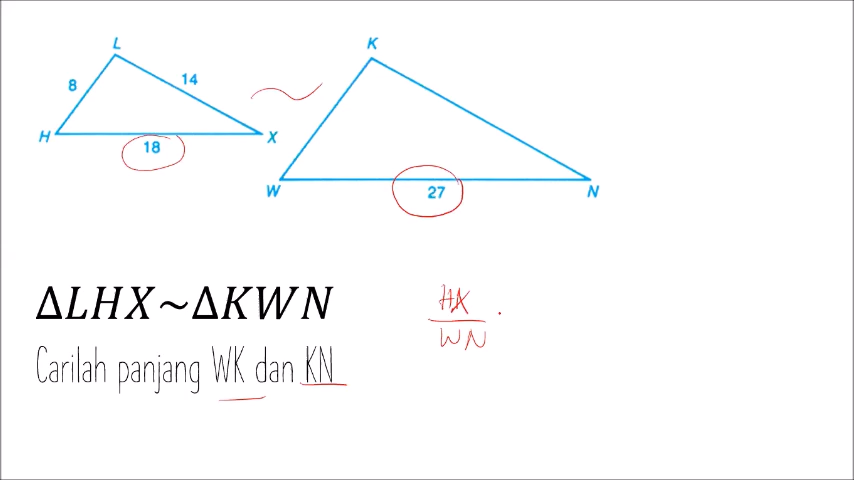 L
K
8
14
H
X
18
W
27
N
ΔLHX~ΔKWN
HX
WN
Carilah panjang WK dan KN